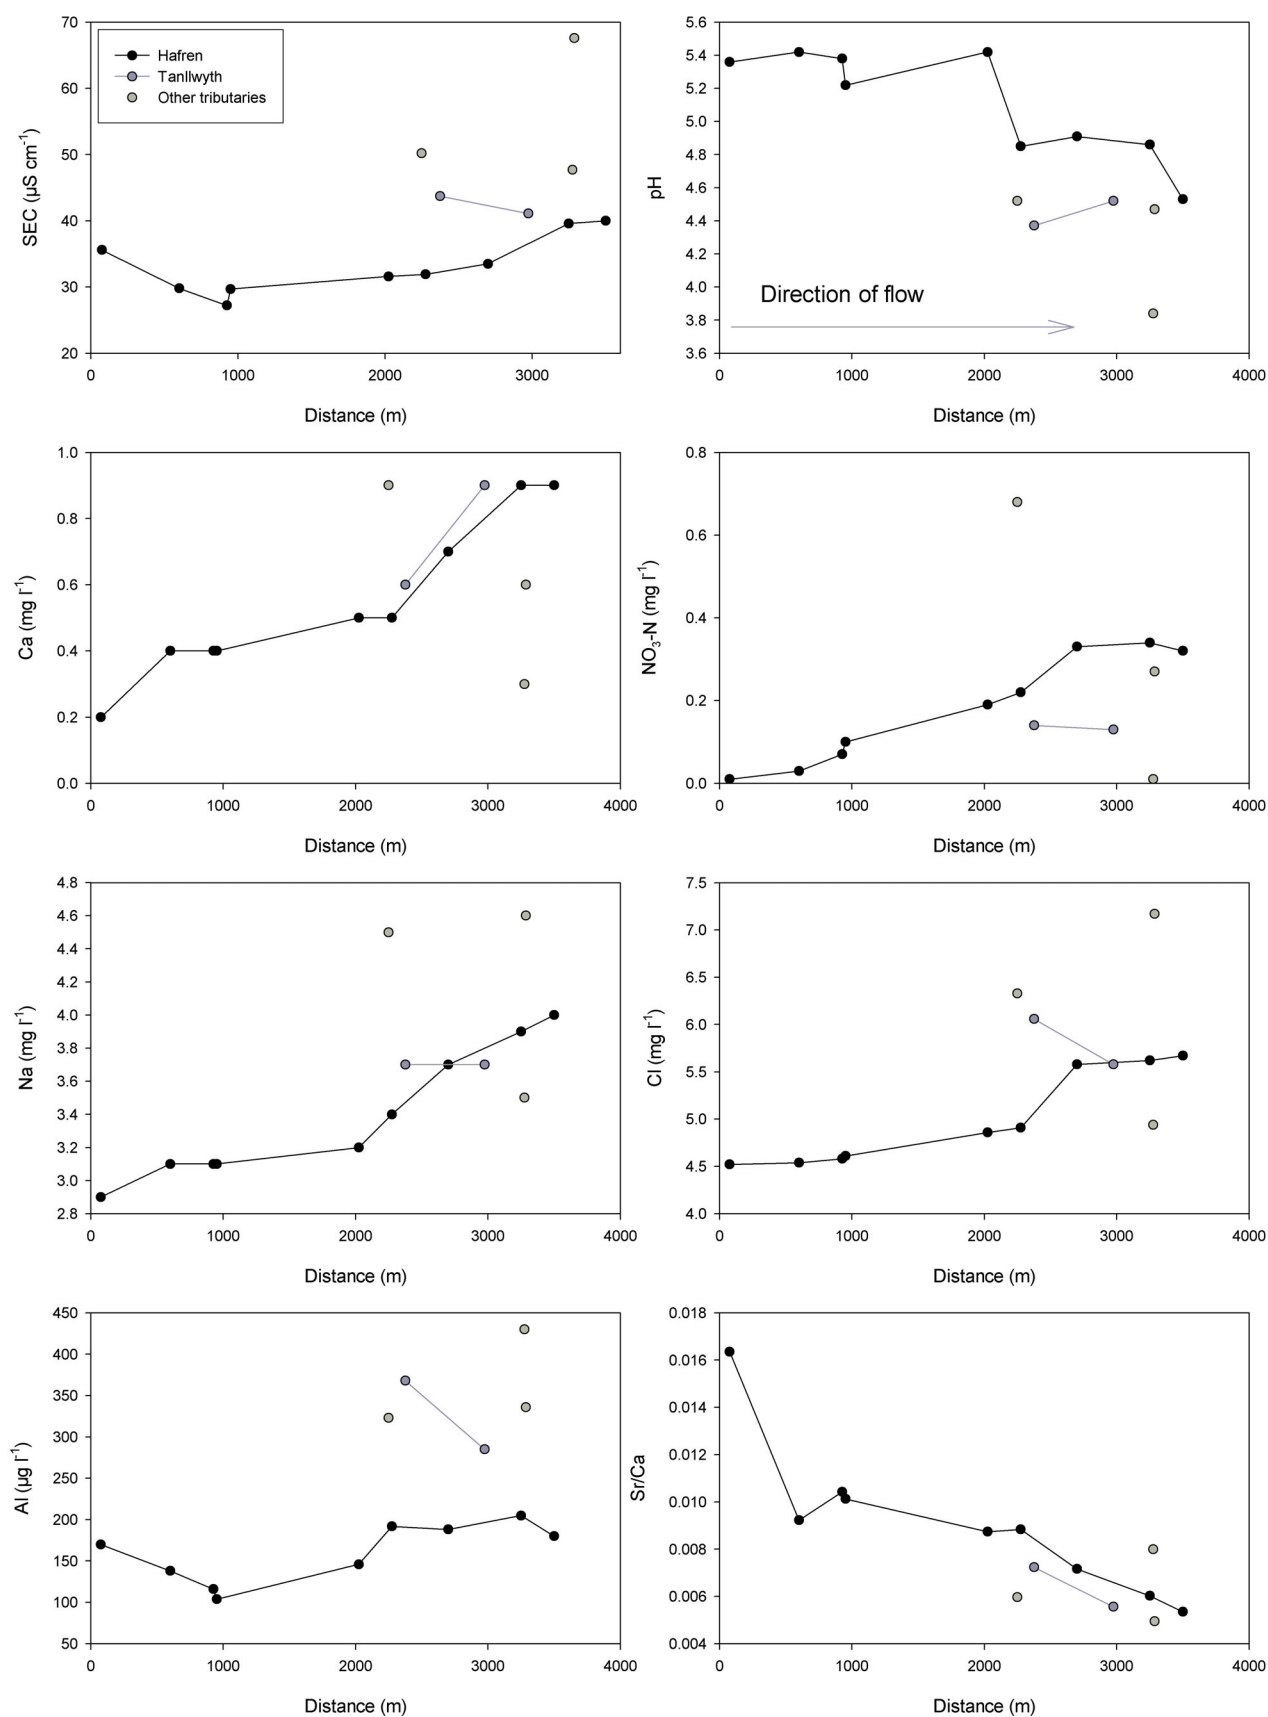 70
60
50
40
30
20
SEC (µS cm⁻¹)
Hafren
Tanllwyth
Other tributaries
0 1000 2000 3000
Distance (m)
5.6
5.4
5.2
5.0
4.8
4.6
4.4
4.2
4.0
3.8
3.6
pH
Direction of flow
0 1000 2000 3000 4000
Distance (m)
1.0
0.8
0.6
0.4
0.2
0.0
Ca (mg l⁻¹)
0 1000 2000 3000 4000
Distance (m)
0.8
0.6
0.4
0.2
0.0
NO₃-N (mg l⁻¹)
0 1000 2000 3000 4000
Distance (m)
4.8
4.6
4.4
4.2
4.0
3.8
3.6
3.4
3.2
3.0
2.8
Na (mg l⁻¹)
0 1000 2000 3000 4000
Distance (m)
7.5
7.0
6.5
6.0
5.5
5.0
4.5
4.0
Cl (mg l⁻¹)
0 1000 2000 3000 4000
Distance (m)
450
400
350
300
250
200
150
100
50
Al (µg l⁻¹)
0 1000 2000 3000 4000
Distance (m)
0.018
0.016
0.014
0.012
0.010
0.008
0.006
0.004
Sr/Ca
0 1000 2000 3000 4000
Distance (m)